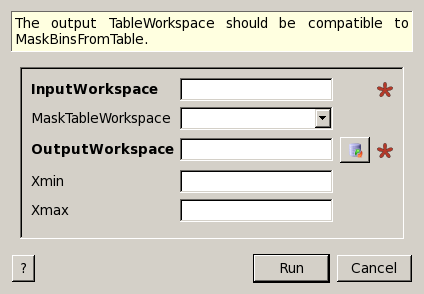 The output TableWorkspace should be compatible to
MaskBinsFromTable.
InputWorkspace
MaskTableWorkspace
OutputWorkspace
Xmin
Xmax
? Run Cancel